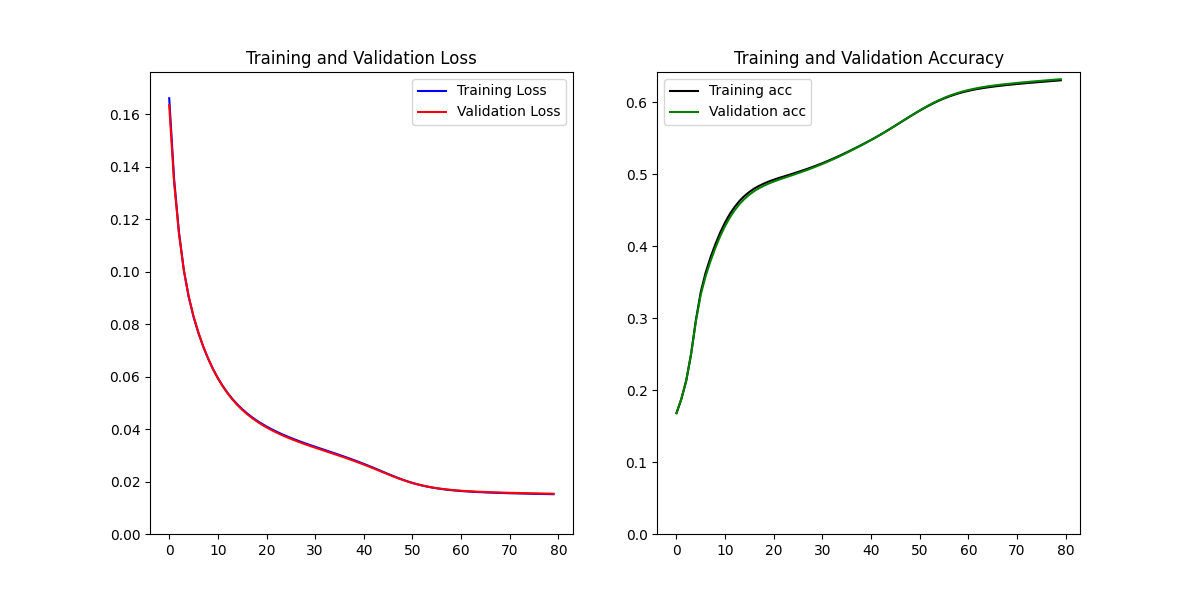 Training and Validation Loss
Training Loss
Validation Loss
0.16
0.14
0.12
0.10
0.08
0.06
0.04
0.02
0.00
0 10 20 30 40 50 60 70 80
Training and Validation Accuracy
Training acc
Validation acc
0.6
0.5
0.4
0.3
0.2
0.1
0.0
0 10 20 30 40 50 60 70 80